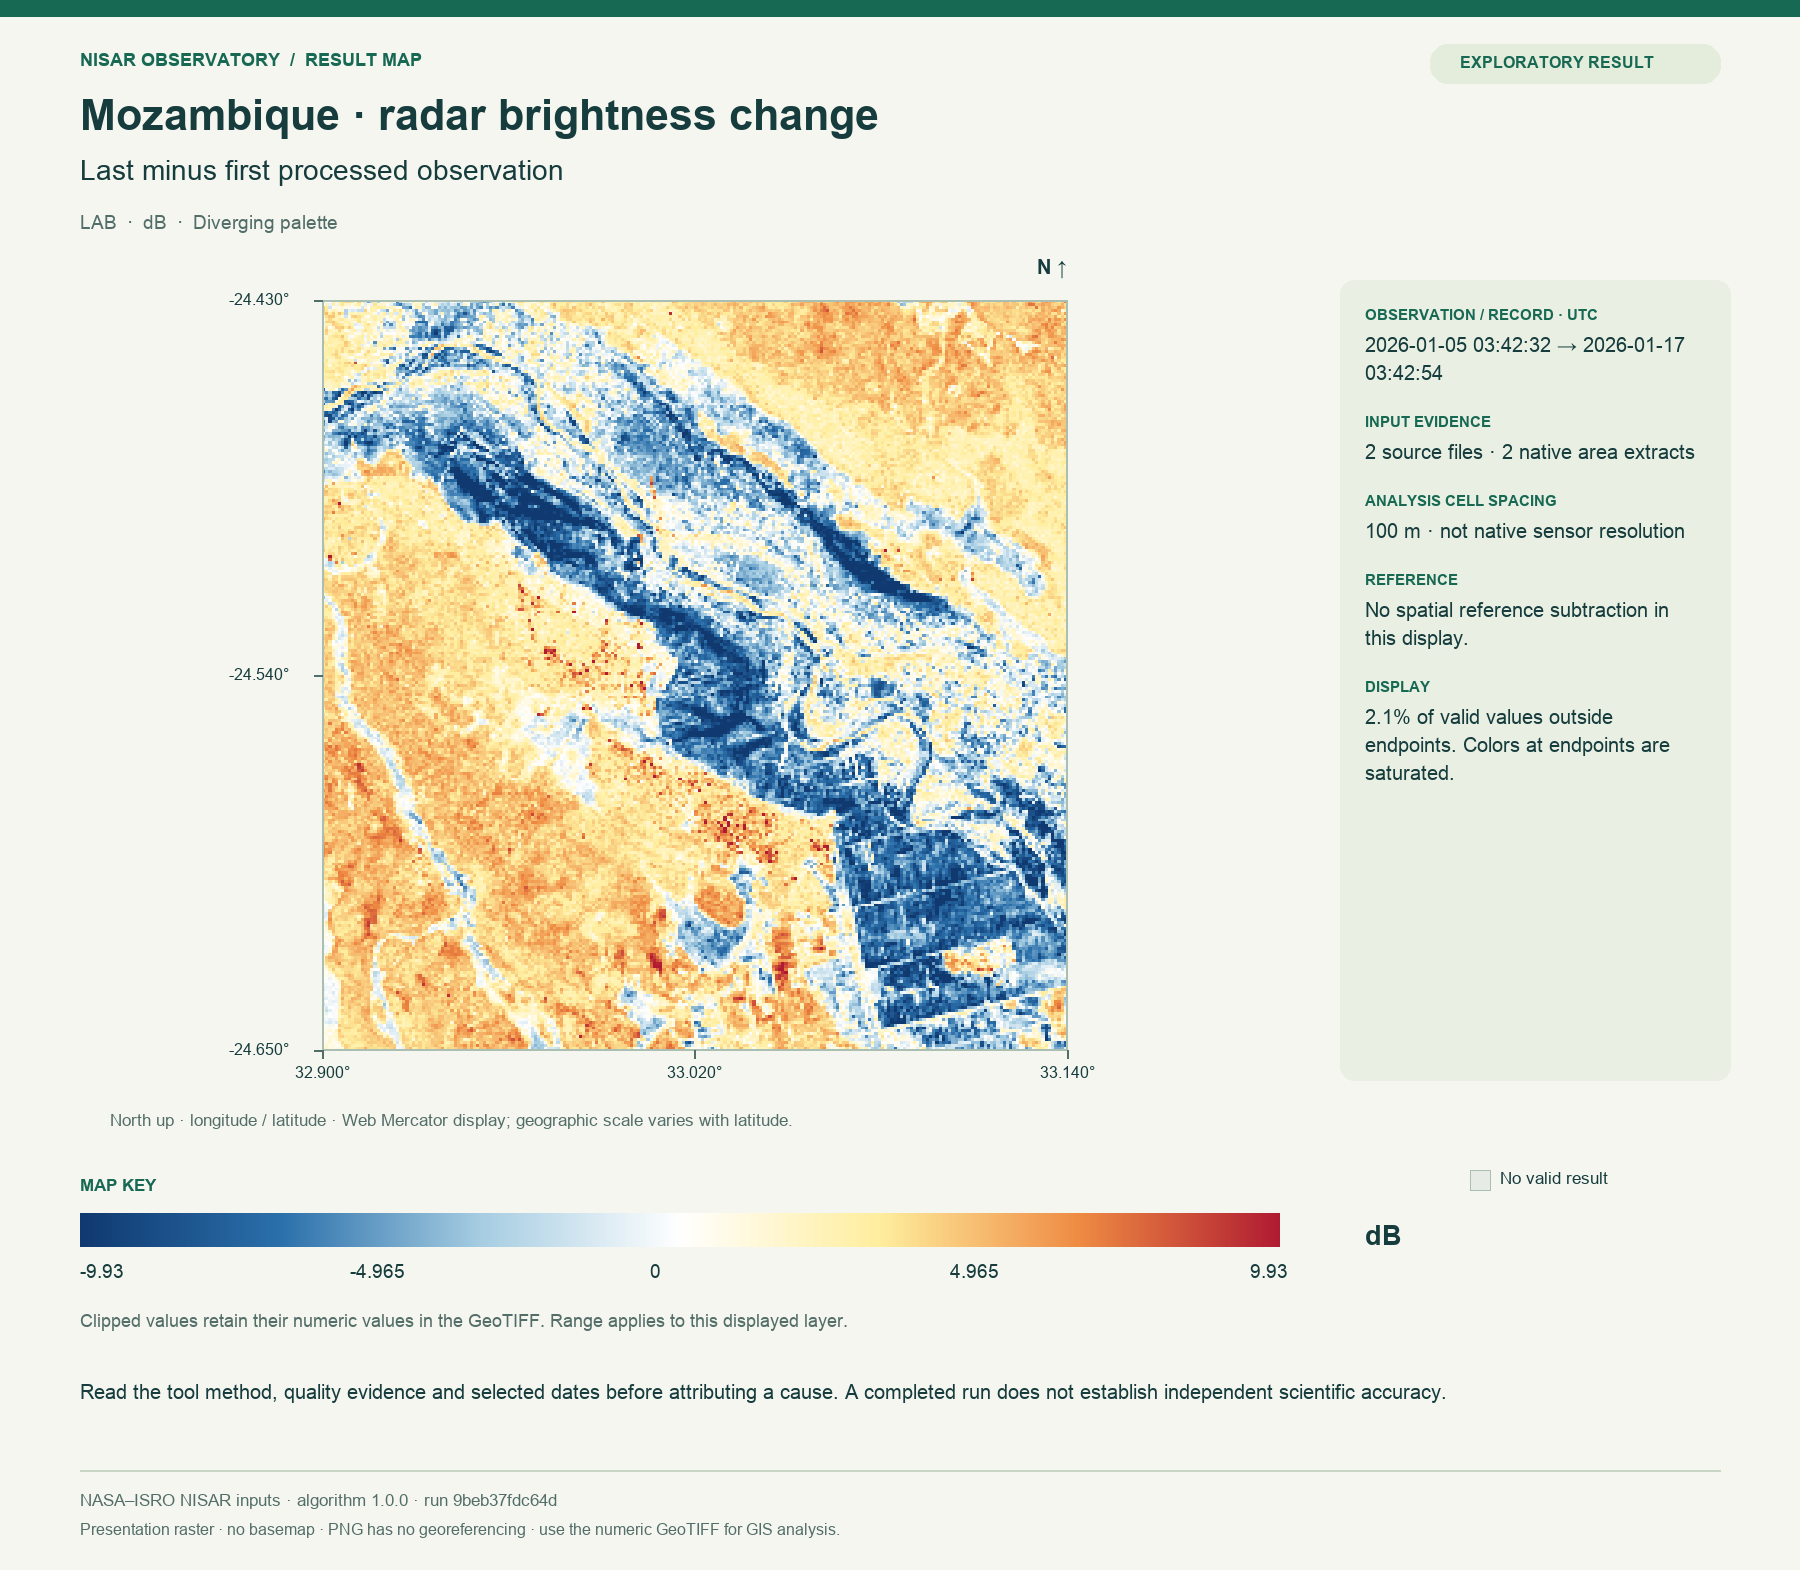 NISAR OBSERVATORY / RESULT MAP
EXPLORATORY RESULT
Mozambique · radar brightness change
Last minus first processed observation
LAB · dB · Diverging palette
N ↑
-24.430°
-24.540°
-24.650°
32.900°
33.020°
33.140°
OBSERVATION / RECORD · UTC
2026-01-05 03:42:32 → 2026-01-17
03:42:54
INPUT EVIDENCE
2 source files · 2 native area extracts
ANALYSIS CELL SPACING
100 m · not native sensor resolution
REFERENCE
No spatial reference subtraction in
this display.
DISPLAY
2.1% of valid values outside
endpoints. Colors at endpoints are
saturated.
North up · longitude / latitude · Web Mercator display; geographic scale varies with latitude.
MAP KEY
No valid result
dB
-9.93
-4.965
0
4.965
9.93
Clipped values retain their numeric values in the GeoTIFF. Range applies to this displayed layer.
Read the tool method, quality evidence and selected dates before attributing a cause. A completed run does not establish independent scientific accuracy.
NASA–ISRO NISAR inputs · algorithm 1.0.0 · run 9beb37fdc64d
Presentation raster · no basemap · PNG has no georeferencing · use the numeric GeoTIFF for GIS analysis.